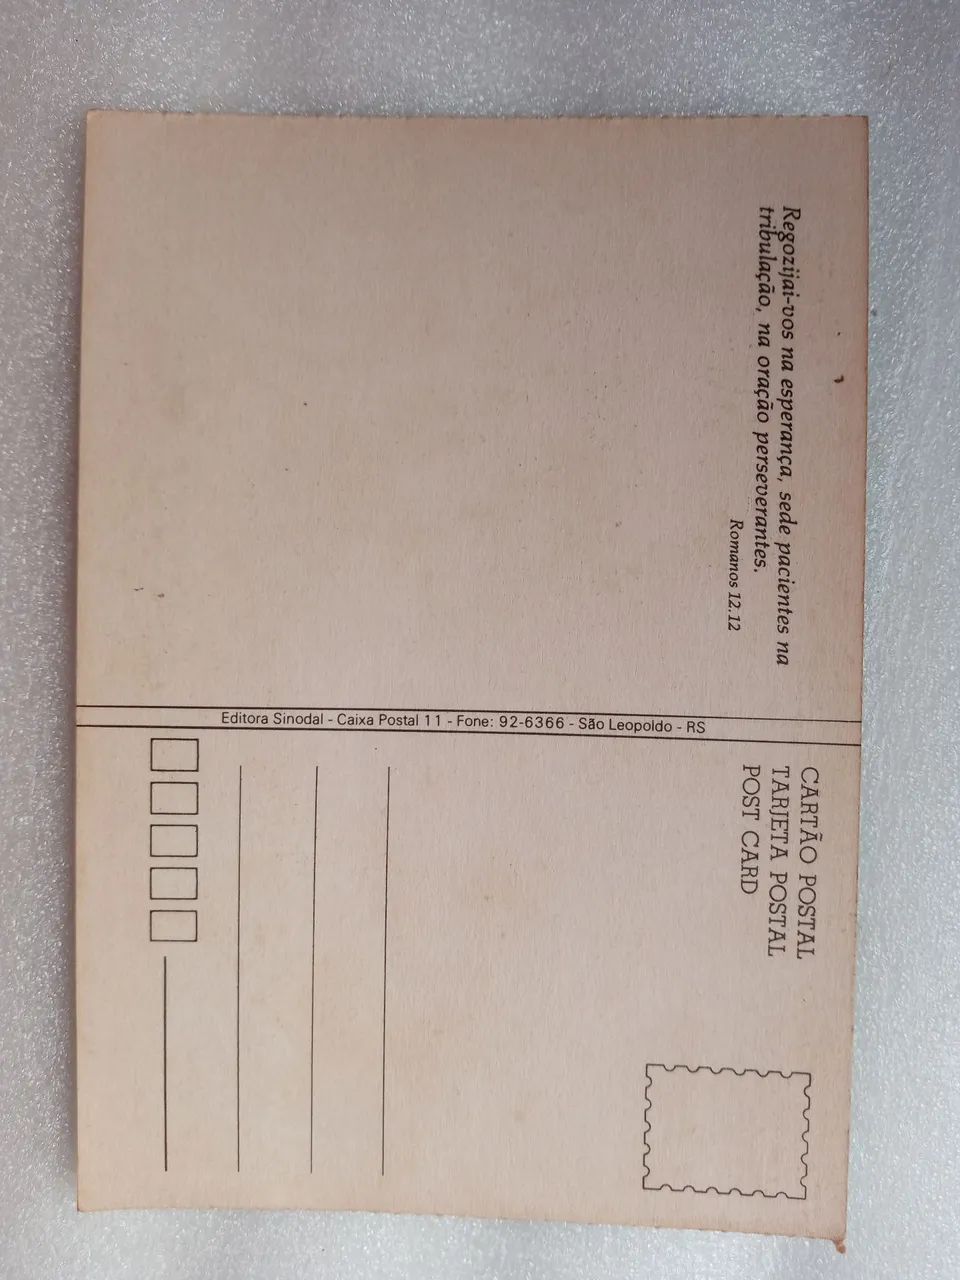 Regozijai-vos na esperança, sede pacientes na
tribulação, na oração perseverantes.
Romanos 12.12
Editora Sinodal - Caixa Postal 11 - Fone: 92-6366 - São Leopoldo - RS
CARTÃO POSTAL
TARJETA POSTAL
POST CARD